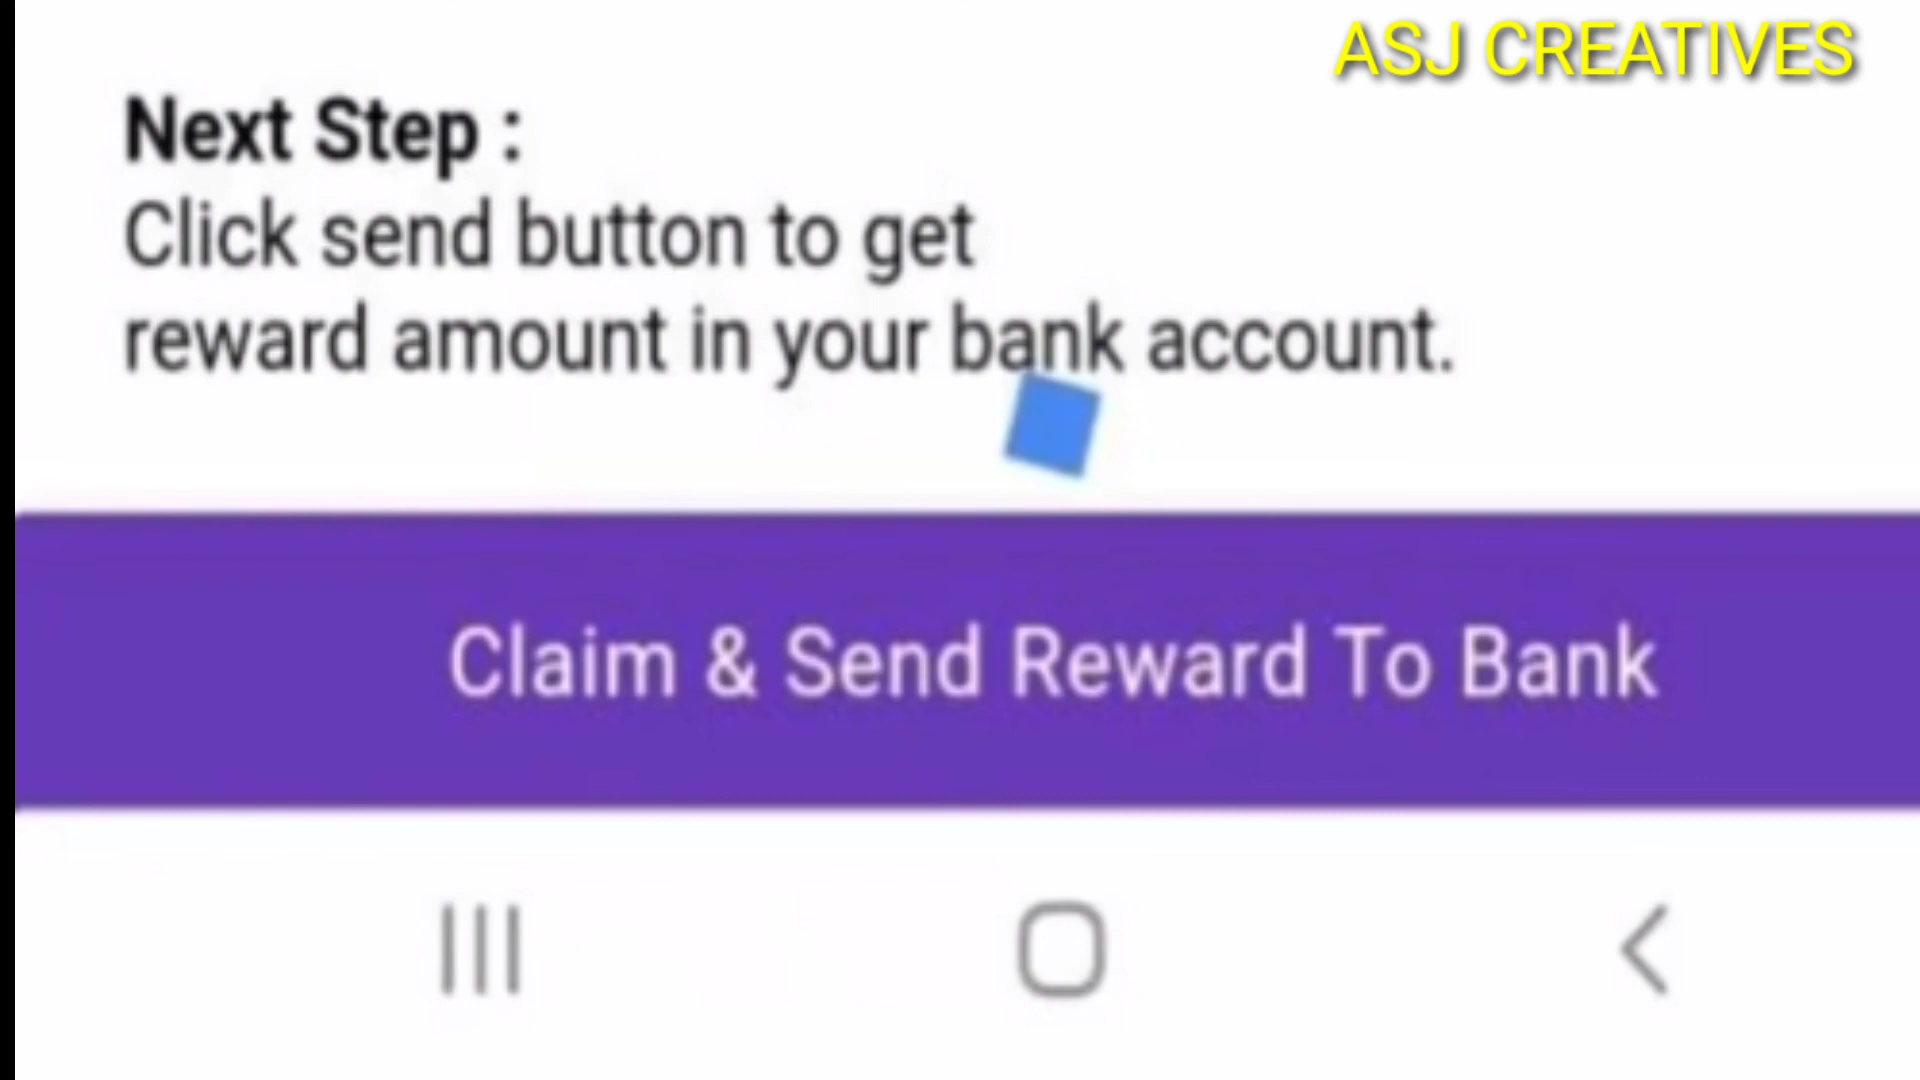 ASJ CREATIVES
Next Step :
Click send button to get
reward amount in your bank account.
Claim & Send Reward To Bank